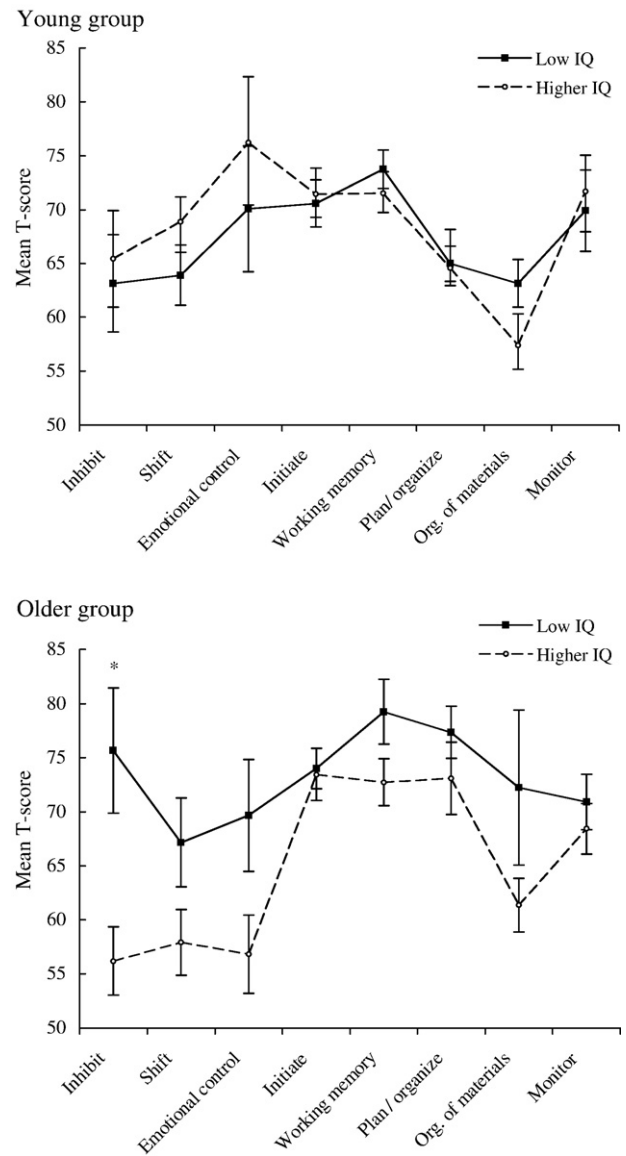 Young group
85
80
75
70
65
60
55
50
Mean T-score
Low IQ
Higher IQ
Inhibit
Shift
Emotional control
Initiate
Working memory
Plan/ organize
Org. of materials
Monitor
Older group
85
80
75
70
65
60
55
50
Mean T-score
*
Low IQ
Higher IQ
Inhibit
Shift
Emotional control
Initiate
Working memory
Plan / organize
Org. of materials
Monitor